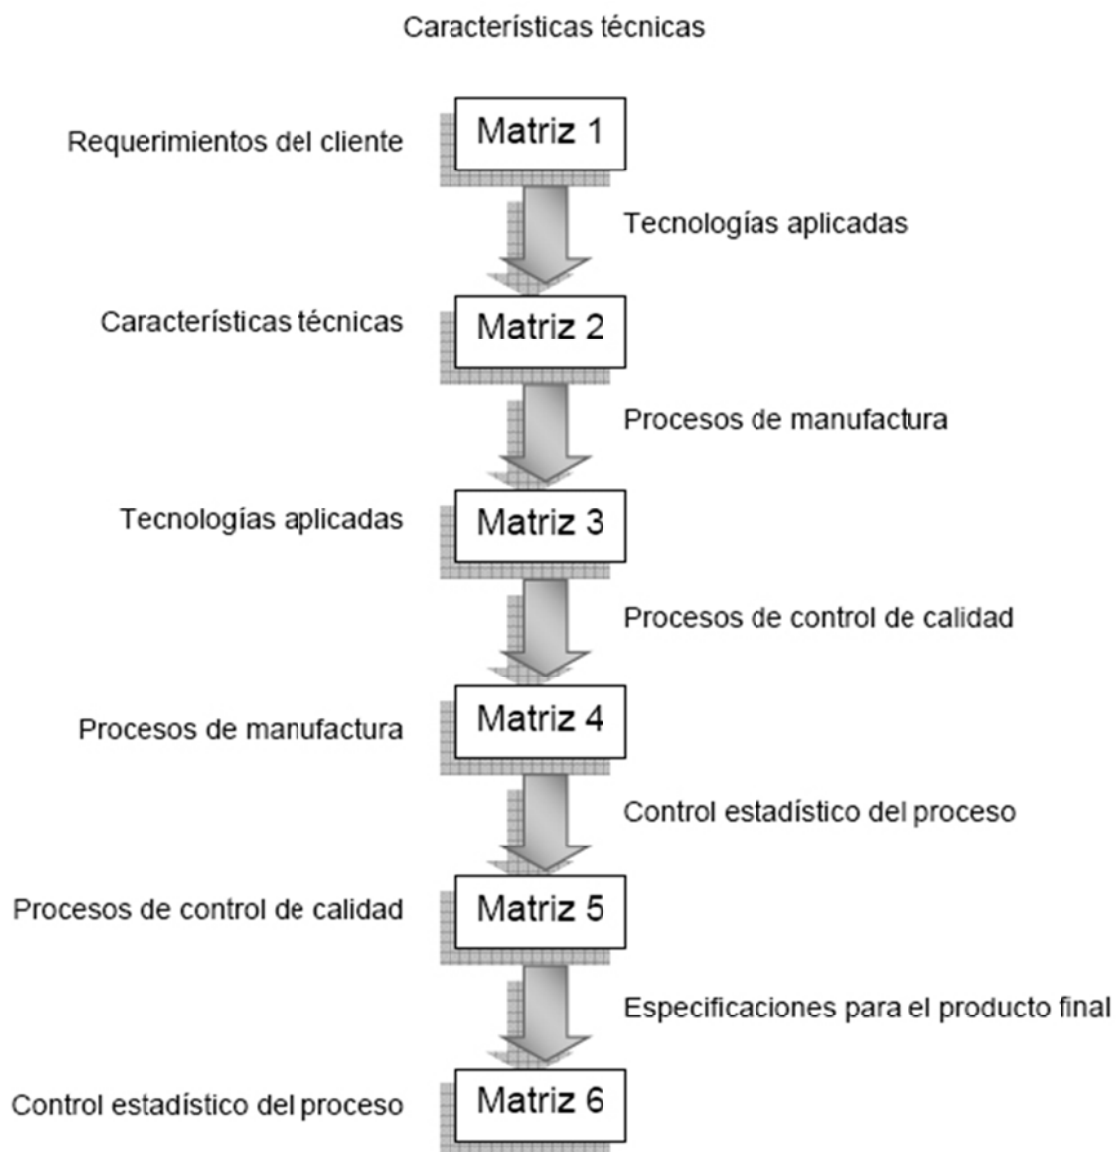 Características técnicas
Requerimientos del cliente
Matriz 1
Tecnologías aplicadas
Características técnicas
Matriz 2
Procesos de manufactura
Tecnologías aplicadas
Matriz 3
Procesos de control de calidad
Procesos de manufactura
Matriz 4
Control estadístico del proceso
Procesos de control de calidad
Matriz 5
Especificaciones para el producto final
Control estadístico del proceso
Matriz 6